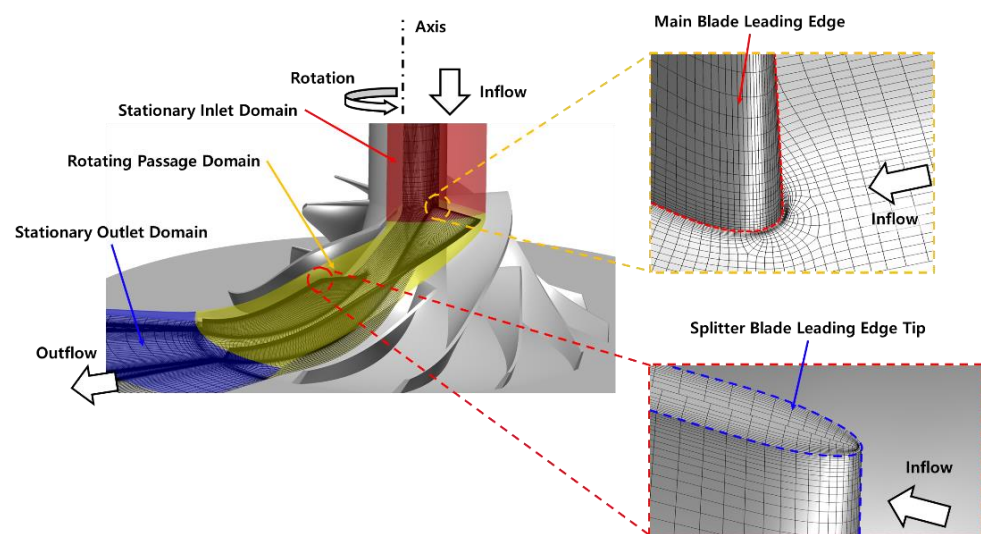 Main Blade Leading Edge
Axis
Rotation
Inflow
Stationary Inlet Domain
Rotating Passage Domain
Inflow
Stationary Outlet Domain
Splitter Blade Leading Edge Tip
Outflow
Inflow